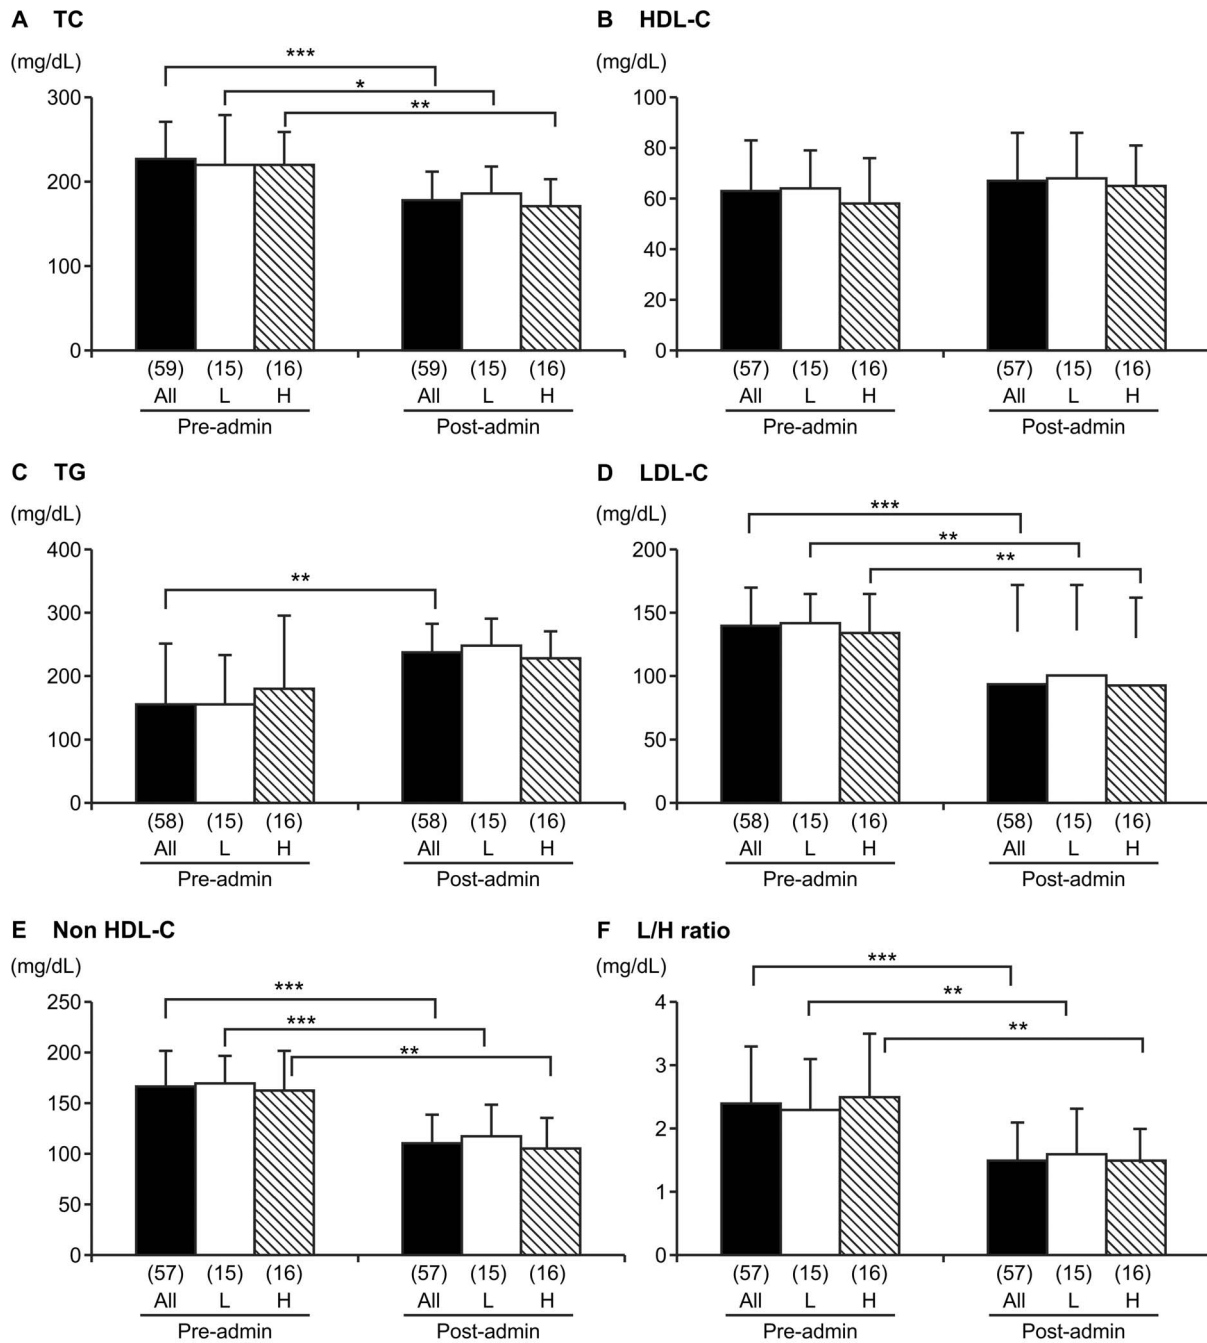 A TC
(mg/dL)
***
*
**
300
200
100
0
(59) (15) (16) (59) (15) (16)
All L H All L H
Pre-admin Post-admin
B HDL-C
(mg/dL)
100
80
60
40
20
0
(57) (15) (16) (57) (15) (16)
All L H All L H
Pre-admin Post-admin
C TG
(mg/dL)
**
400
300
200
100
0
(58) (15) (16) (58) (15) (16)
All L H All L H
Pre-admin Post-admin
D LDL-C
(mg/dL)
***
**
**
200
150
100
50
0
(58) (15) (16) (58) (15) (16)
All L H All L H
Pre-admin Post-admin
E Non HDL-C
(mg/dL)
***
***
**
250
200
150
100
50
0
(57) (15) (16) (57) (15) (16)
All L H All L H
Pre-admin Post-admin
F L/H ratio
(mg/dL)
***
**
**
4
3
2
1
0
(57) (15) (16) (57) (15) (16)
All L H All L H
Pre-admin Post-admin